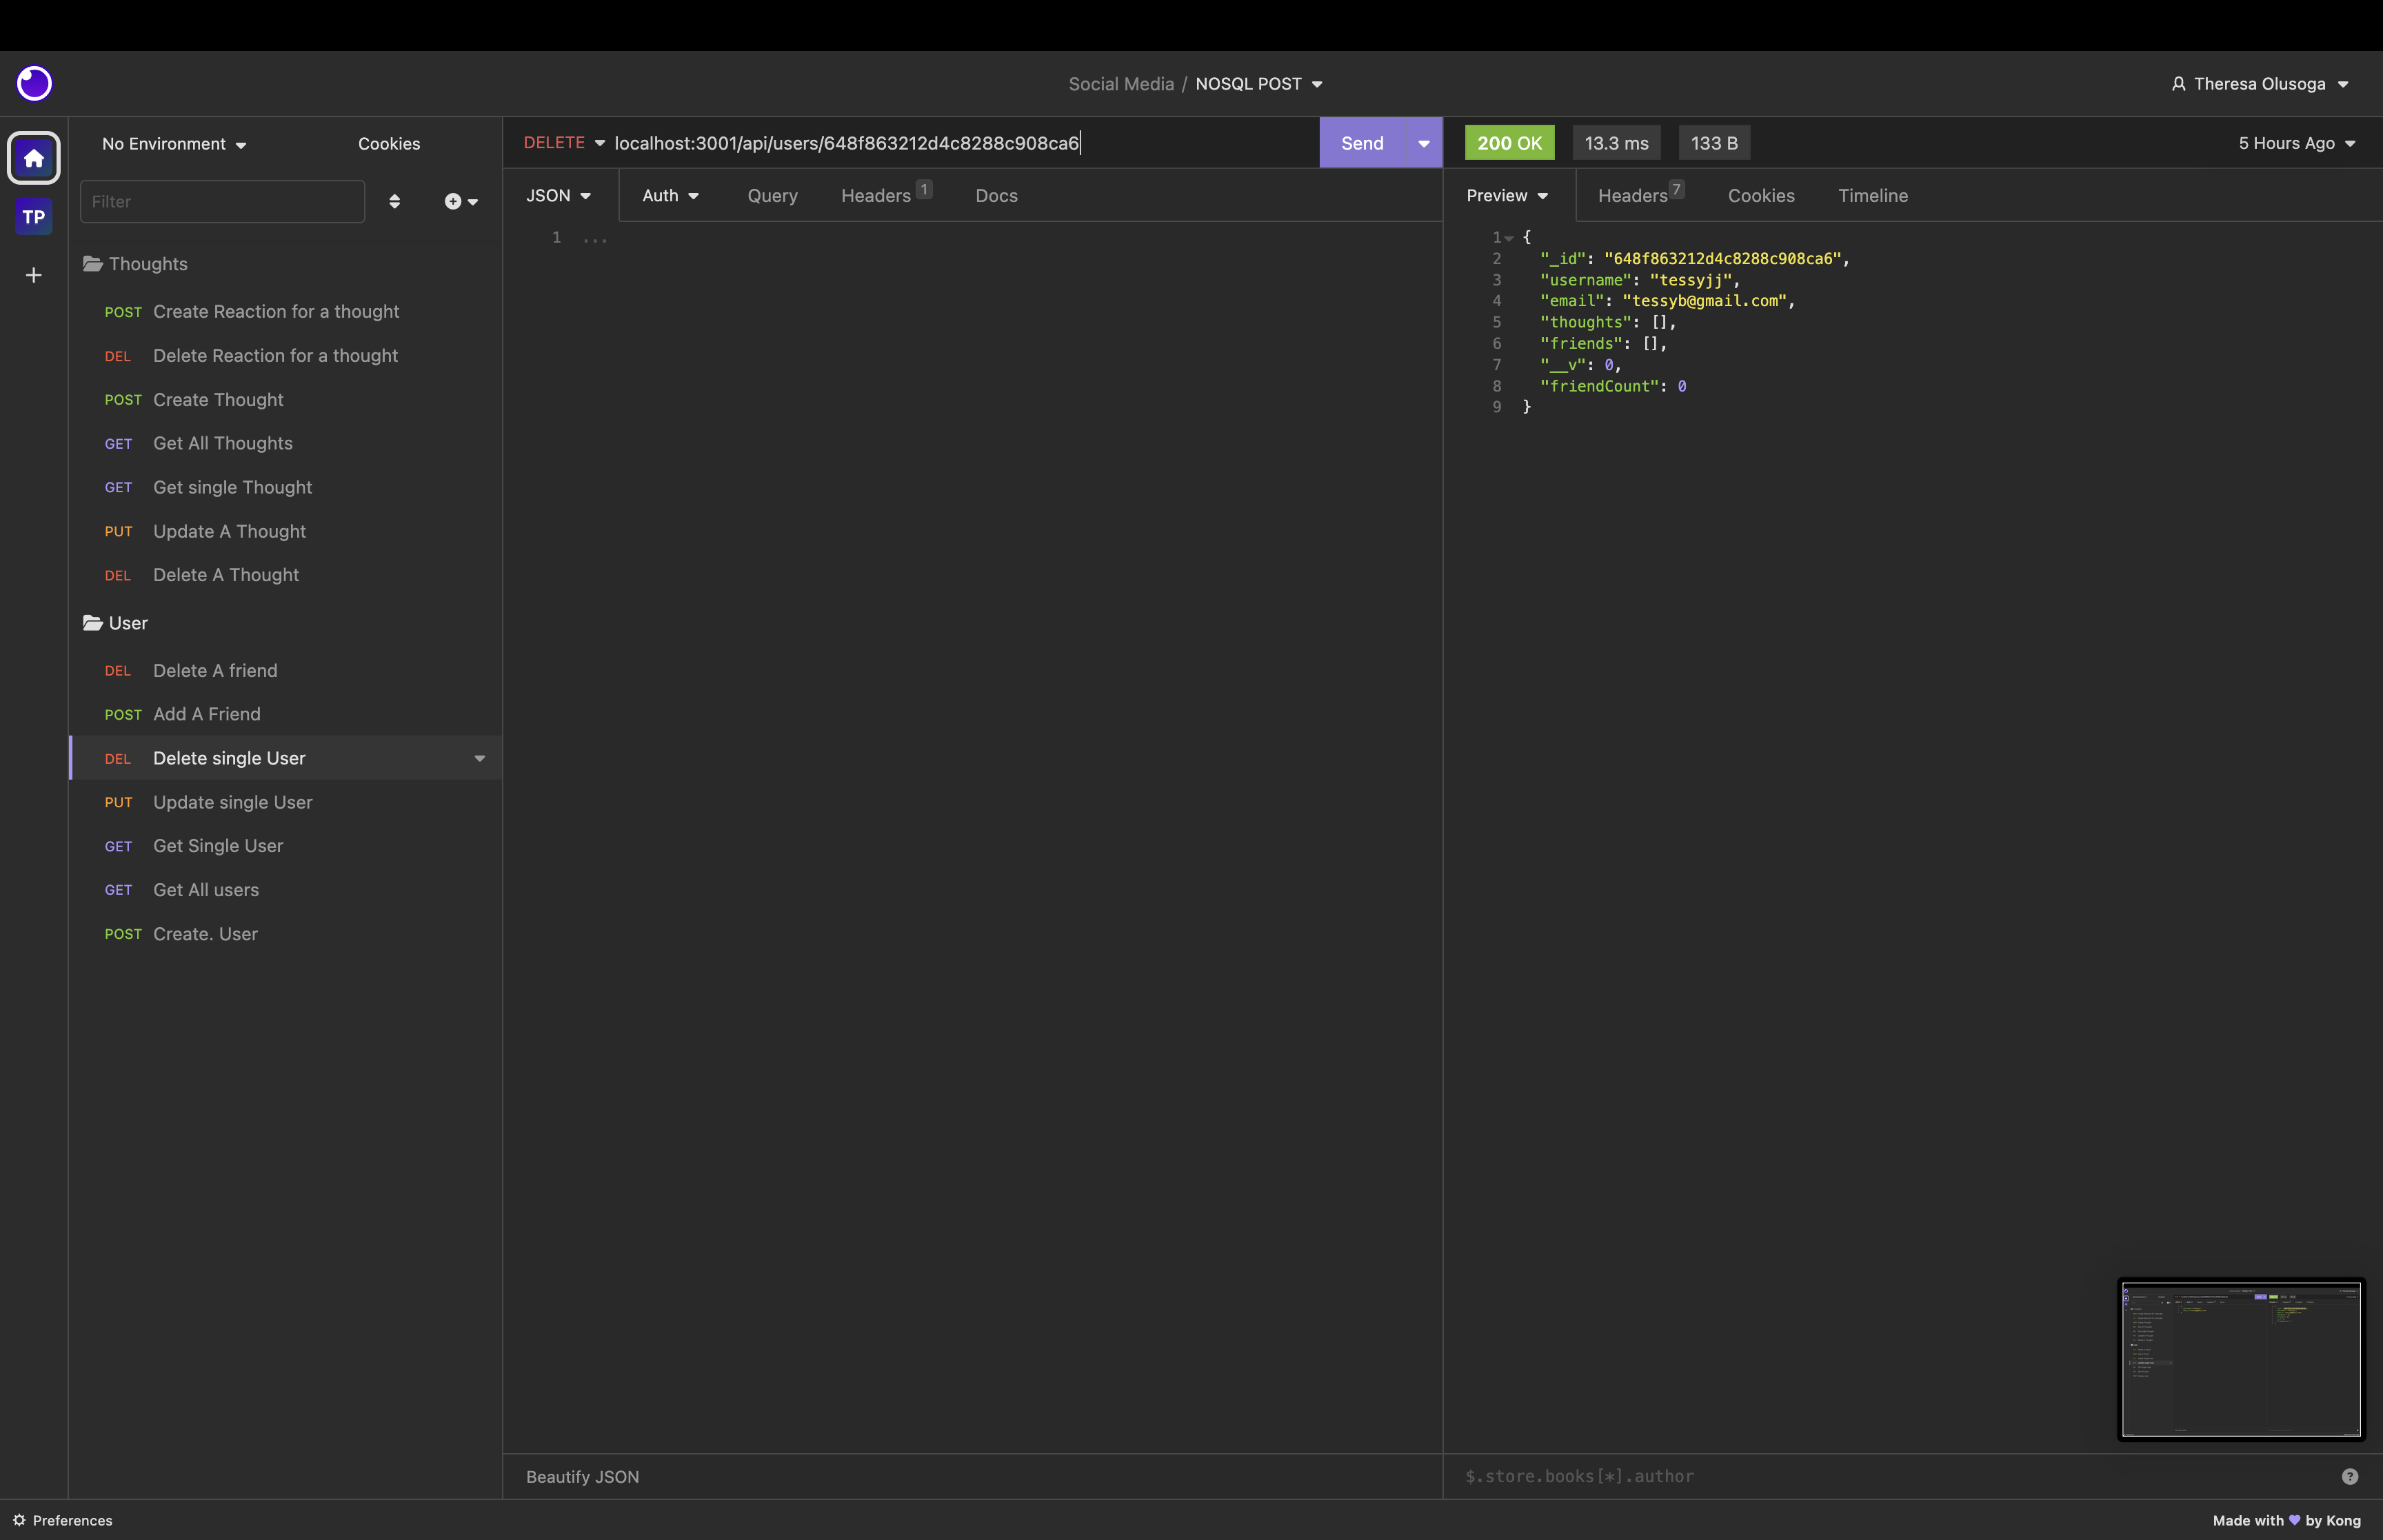 Social Media / NOSQL POST
Theresa Olusoga
No Environment
Cookies
Filter
TP
Thoughts
POST Create Reaction for a thought
DEL Delete Reaction for a thought
POST Create Thought
GET Get All Thoughts
GET Get single Thought
PUT Update A Thought
DEL Delete A Thought
User
DEL Delete A friend
POST Add A Friend
DEL Delete single User
PUT Update single User
GET Get Single User
GET Get All users
POST Create. User
DELETE localhost:3001/api/users/648f863212d4c8288c908ca6
Send
JSON Auth Query Headers 1 Docs
1 ...
Beautify JSON
200 OK 13.3 ms 133 B
5 Hours Ago
Preview Headers 7 Cookies Timeline
1 {
2 "_id": "648f863212d4c8288c908ca6",
3 "username": "tessyjj",
4 "email": "tessyb@gmail.com",
5 "thoughts": [],
6 "friends": [],
7 "__v": 0,
8 "friendCount": 0
9 }
$.store.books[*].author
?
Preferences
Made with 💜 by Kong